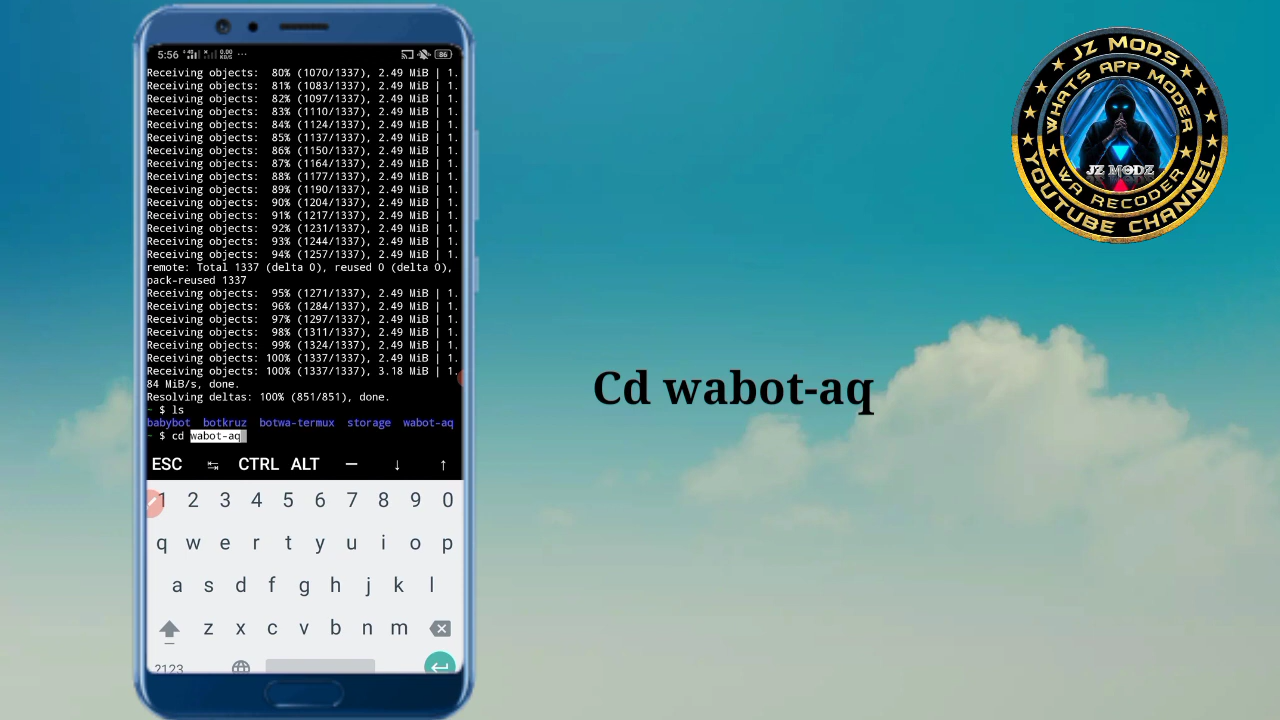 5:56
0.00
KB/S
86
Receiving objects:  80% (1070/1337), 2.49 MiB | 1.
Receiving objects:  81% (1083/1337), 2.49 MiB | 1.
Receiving objects:  82% (1097/1337), 2.49 MiB | 1.
Receiving objects:  83% (1110/1337), 2.49 MiB | 1.
Receiving objects:  84% (1124/1337), 2.49 MiB | 1.
Receiving objects:  85% (1137/1337), 2.49 MiB | 1.
Receiving objects:  86% (1150/1337), 2.49 MiB | 1.
Receiving objects:  87% (1164/1337), 2.49 MiB | 1.
Receiving objects:  88% (1177/1337), 2.49 MiB | 1.
Receiving objects:  89% (1190/1337), 2.49 MiB | 1.
Receiving objects:  90% (1204/1337), 2.49 MiB | 1.
Receiving objects:  91% (1217/1337), 2.49 MiB | 1.
Receiving objects:  92% (1231/1337), 2.49 MiB | 1.
Receiving objects:  93% (1244/1337), 2.49 MiB | 1.
Receiving objects:  94% (1257/1337), 2.49 MiB | 1.
remote: Total 1337 (delta 0), reused 0 (delta 0),
pack-reused 1337
Receiving objects:  95% (1271/1337), 2.49 MiB | 1.
Receiving objects:  96% (1284/1337), 2.49 MiB | 1.
Receiving objects:  97% (1297/1337), 2.49 MiB | 1.
Receiving objects:  98% (1311/1337), 2.49 MiB | 1.
Receiving objects:  99% (1324/1337), 2.49 MiB | 1.
Receiving objects: 100% (1337/1337), 2.49 MiB | 1.
Receiving objects: 100% (1337/1337), 3.18 MiB | 1.
84 MiB/s, done.
Resolving deltas: 100% (851/851), done.
~ $ ls
babybot  botkruz  botwa-termux  storage  wabot-aq
~ $ cd wabot-aq
ESC ↹ CTRL ALT — ↓ ↑
1 2 3 4 5 6 7 8 9 0
q w e r t y u i o p
a s d f g h j k l
z x c v b n m
?123
Cd wabot-aq
JZ MODS
WHATS APP MODER
JZ MODZ
WA RECODER
YOUTUBE CHANNEL